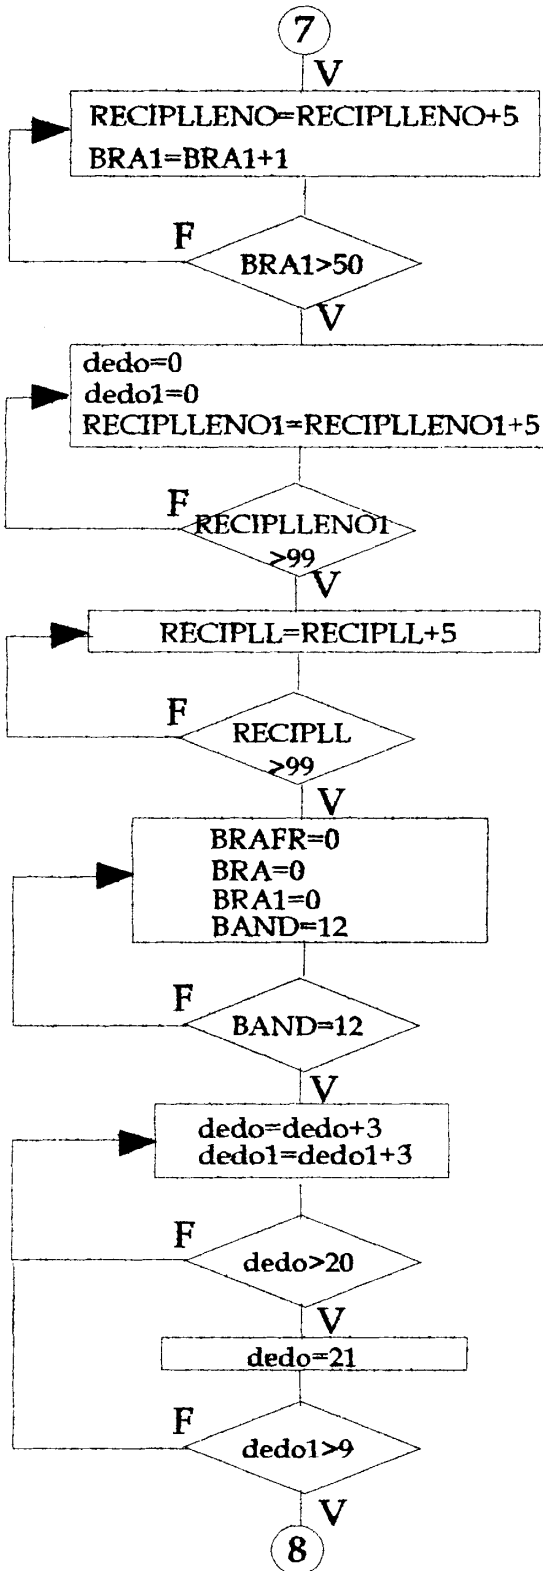 7
V
RECIPLLENO=RECIPLLENO+5
BRA1=BRA1+1
F
BRA1>50
V
dedo=0
dedo1=0
RECIPLLENO1=RECIPLLENO1+5
F
RECIPLLENO1
>99
V
RECIPLL=RECIPLL+5
F
RECIPLL
>99
V
BRAFR=0
BRA=0
BRA1=0
BAND=12
F
BAND=12
V
dedo=dedo+3
dedo1=dedo1+3
F
dedo>20
V
dedo=21
F
dedo1>9
V
8